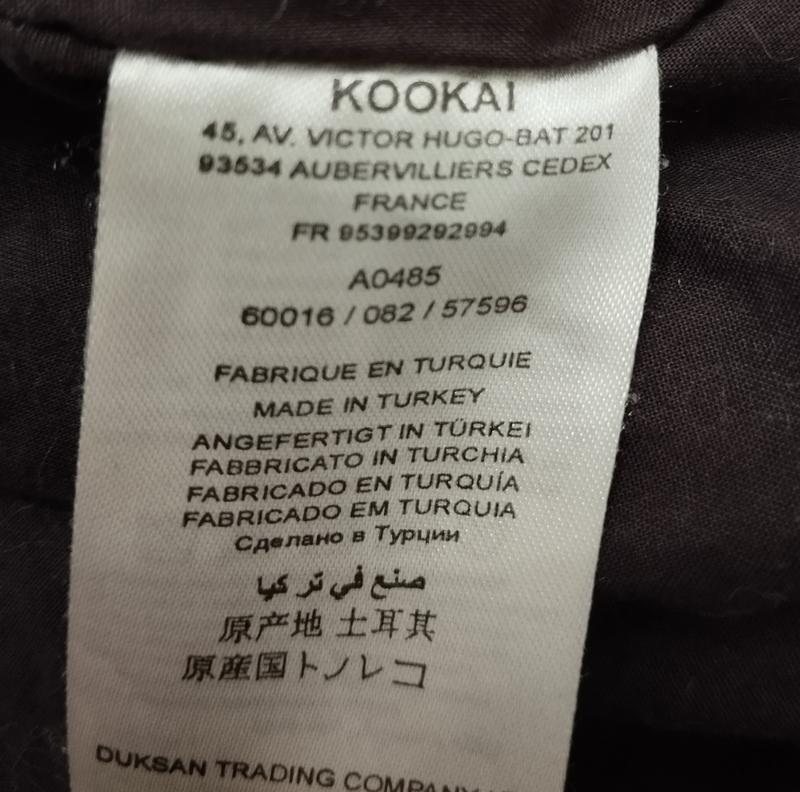 KOOKAI
45, AV. VICTOR HUGO-BAT 201
93534 AUBERVILLIERS CEDEX
FRANCE
FR 95399292994
A0485
60016 / 082 / 57596
FABRIQUE EN TURQUIE
MADE IN TURKEY
ANGEFERTIGT IN TÜRKEI
FABBRICATO IN TURCHIA
FABRICADO EN TURQUÍA
FABRICADO EM TURQUIA
Сделано в Турции
صنع في تركيا
原产地 土耳其
原産国トノレコ
DUKSAN TRADING COMPANY